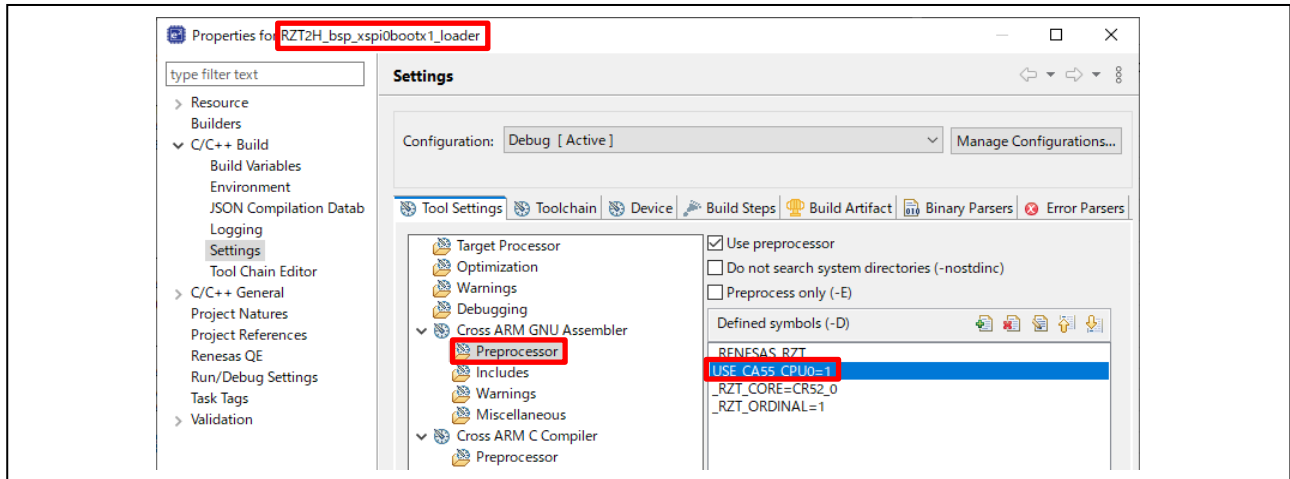 Properties for RZT2H_bsp_xspi0bootx1_loader
type filter text
Resource
Builders
C/C++ Build
Build Variables
Environment
JSON Compilation Datab
Logging
Settings
Tool Chain Editor
C/C++ General
Project Natures
Project References
Renesas QE
Run/Debug Settings
Task Tags
Validation
Settings
Configuration: Debug [ Active ]
Manage Configurations...
Tool Settings Toolchain Device Build Steps Build Artifact Binary Parsers Error Parsers
Target Processor
Optimization
Warnings
Debugging
Cross ARM GNU Assembler
Preprocessor
Includes
Warnings
Miscellaneous
Cross ARM C Compiler
Preprocessor
Use preprocessor
Do not search system directories (-nostdinc)
Preprocess only (-E)
Defined symbols (-D)
_RENESAS_RZT_
USE_CA55_CPU0=1
_RZT_CORE=CR52_0
_RZT_ORDINAL=1